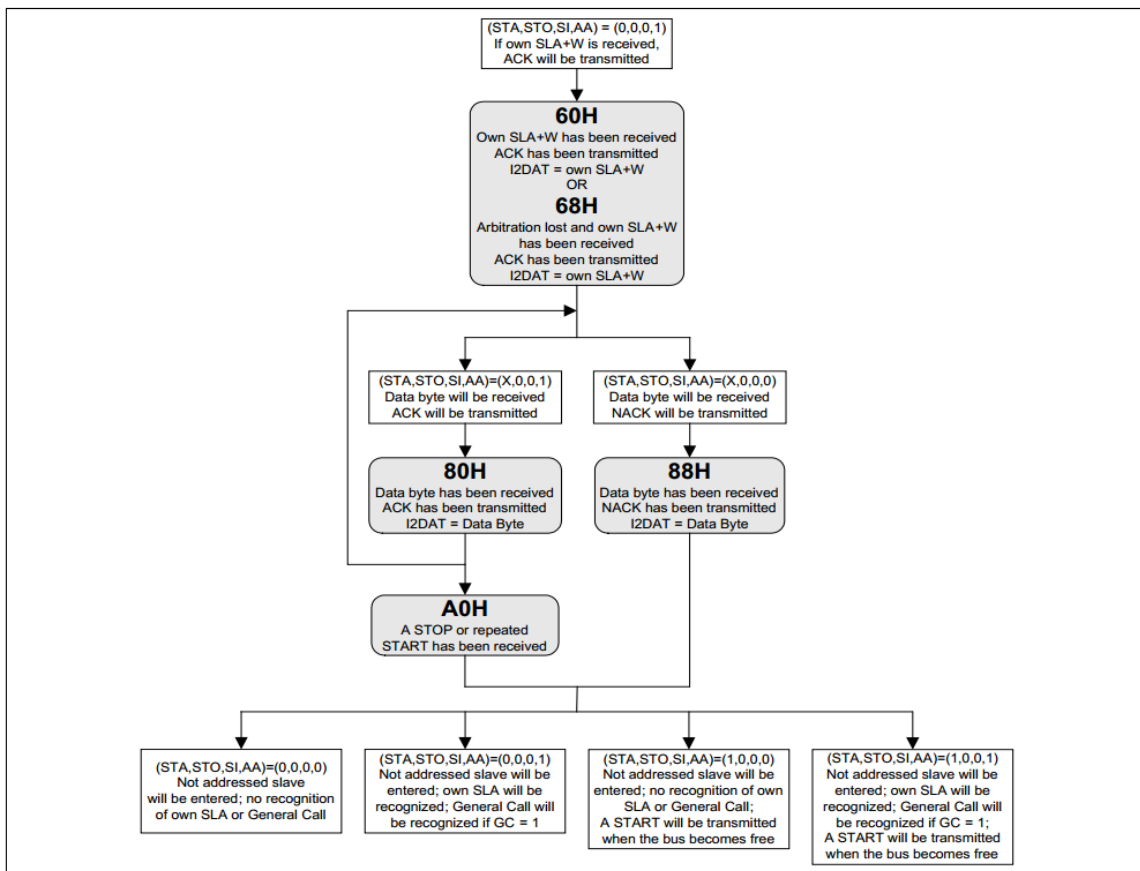 (STA,STO,SI,AA) = (0,0,0,1)
If own SLA+W is received,
ACK will be transmitted
60H
Own SLA+W has been received
ACK has been transmitted
I2DAT = own SLA+W
OR
68H
Arbitration lost and own SLA+W
has been received
ACK has been transmitted
I2DAT = own SLA+W
(STA,STO,SI,AA)=(X,0,0,1)
Data byte will be received
ACK will be transmitted
(STA,STO,SI,AA)=(X,0,0,0)
Data byte will be received
NACK will be transmitted
80H
Data byte has been received
ACK has been transmitted
I2DAT = Data Byte
88H
Data byte has been received
NACK has been transmitted
I2DAT = Data Byte
A0H
A STOP or repeated
START has been received
(STA,STO,SI,AA)=(0,0,0,0)
Not addressed slave
will be entered; no recognition
of own SLA or General Call
(STA,STO,SI,AA)=(0,0,0,1)
Not addressed slave will be
entered; own SLA will be
recognized; General Call will
be recognized if GC = 1
(STA,STO,SI,AA)=(1,0,0,0)
Not addressed slave will be
entered; no recognition of own
SLA or General Call;
A START will be transmitted
when the bus becomes free
(STA,STO,SI,AA)=(1,0,0,1)
Not addressed slave will be
entered; own SLA will be
recognized; General Call will
be recognized if GC = 1;
A START will be transmitted
when the bus becomes free